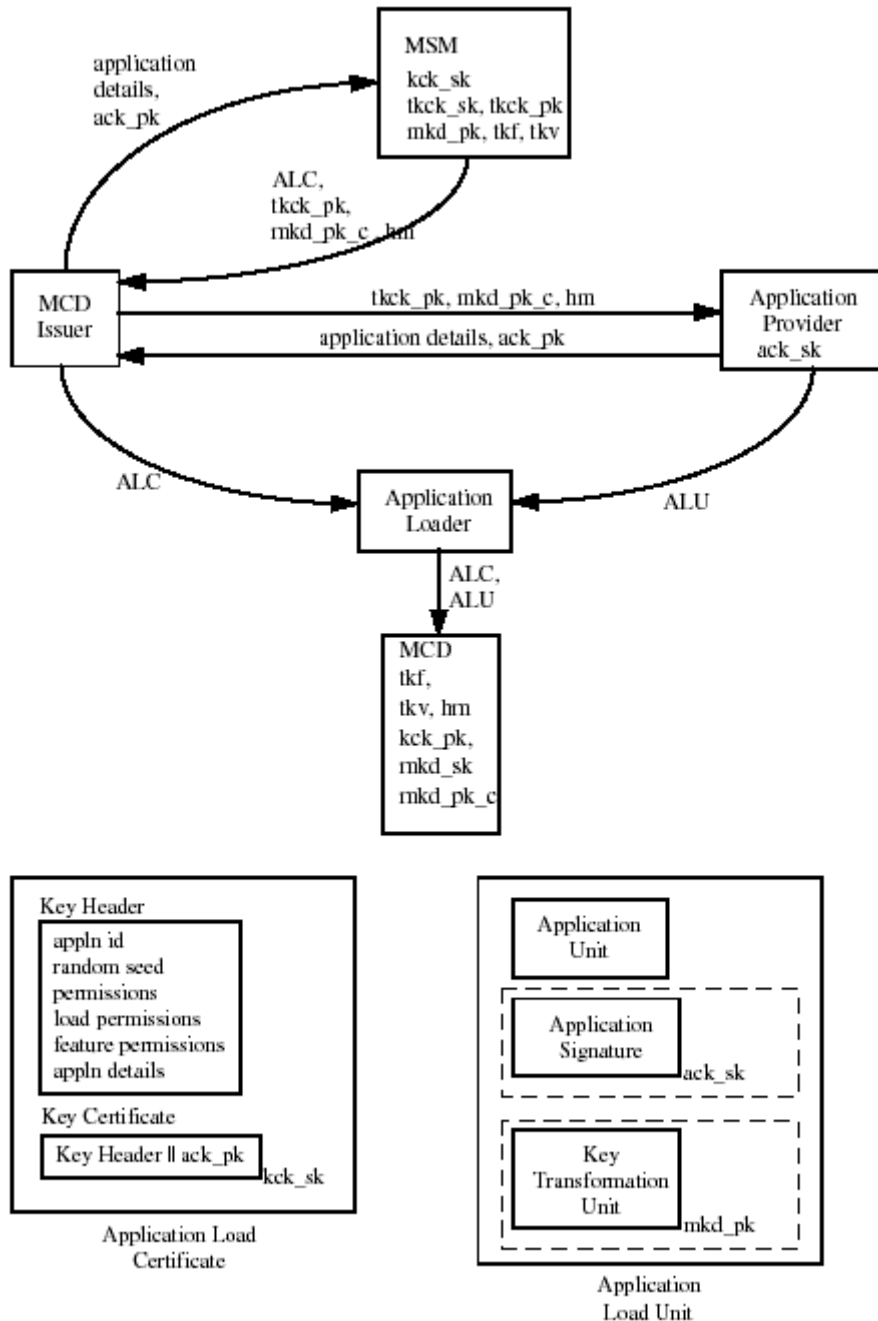 MSM
kck_sk
tkck_sk, tkck_pk
mkd_pk, tkf, tkv
application
details,
ack_pk
ALC,
tkck_pk,
mkd_pk_c , hm
MCD
Issuer
tkck_pk, mkd_pk_c, hm
application details, ack_pk
Application
Provider
ack_sk
ALC
Application
Loader
ALU
ALC,
ALU
MCD
tkf,
tkv, hm
kck_pk,
mkd_sk
mkd_pk_c
Key Header
appln id
random seed
permissions
load permissions
feature permissions
appln details
Key Certificate
Key Header || ack_pk
kck_sk
Application Load
Certificate
Application
Unit
Application
Signature
ack_sk
Key
Transformation
Unit
mkd_pk
Application
Load Unit